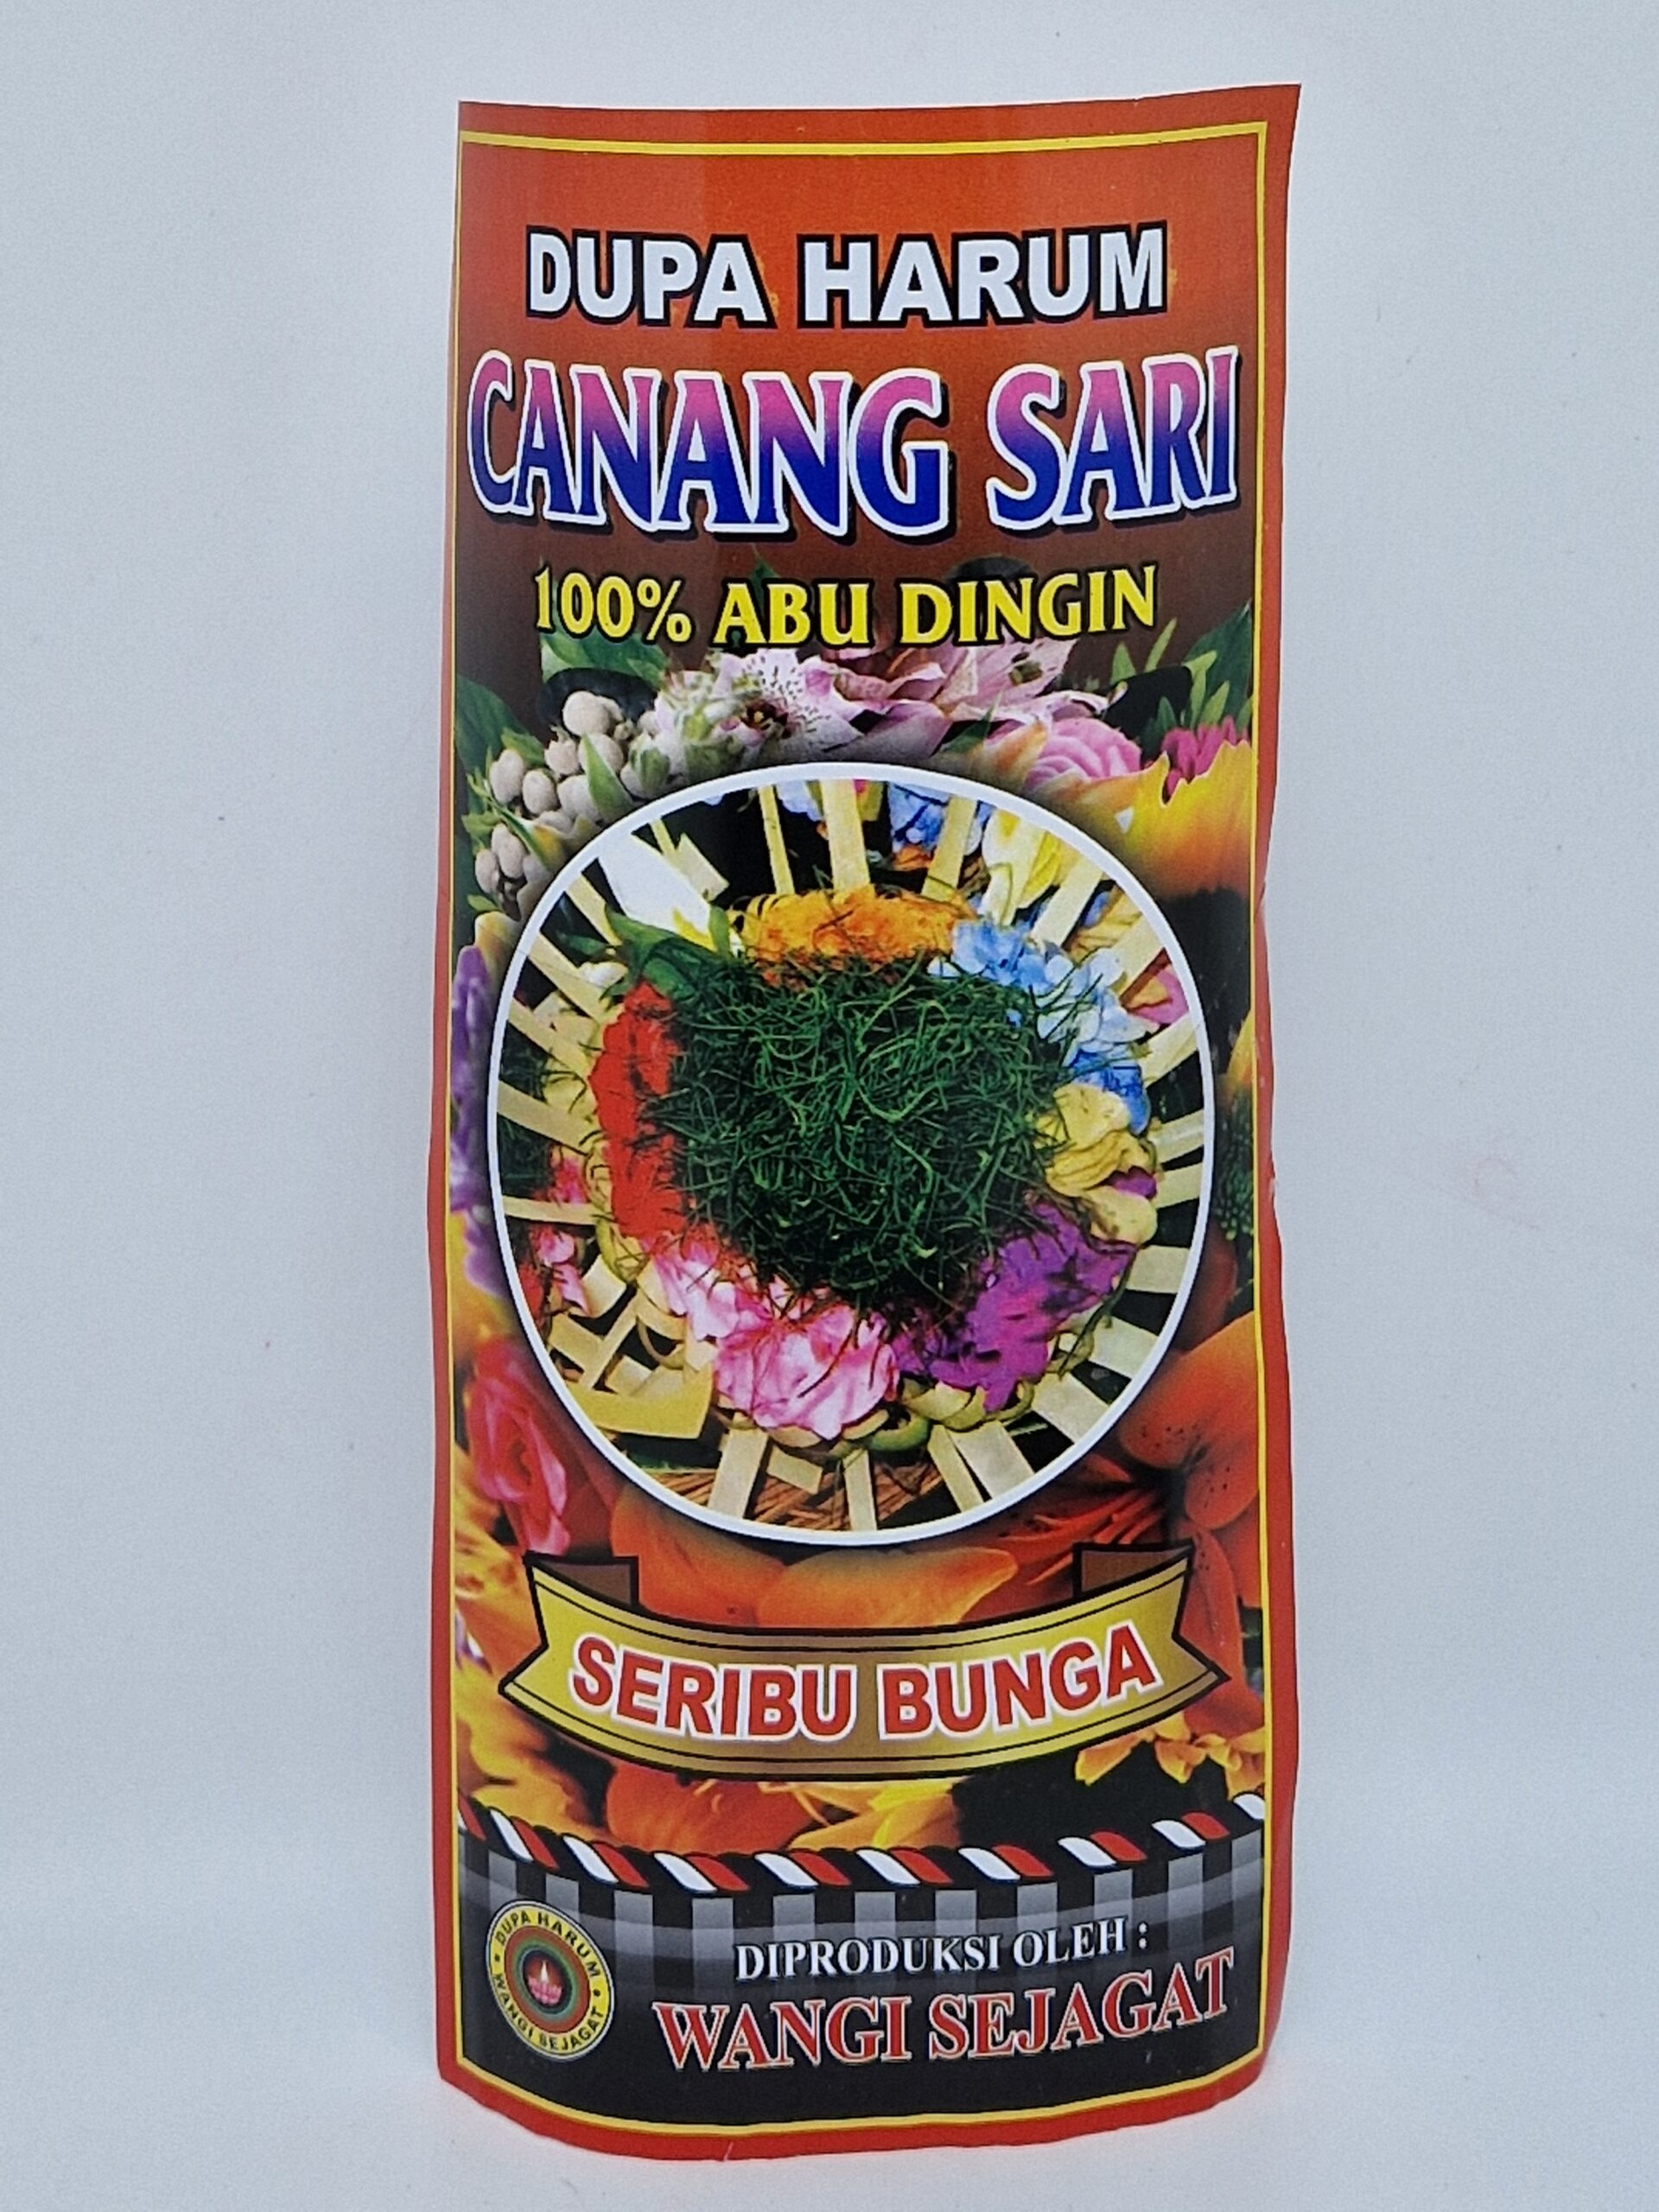 DUPA HARUM
CANANG SARI
100% ABU DINGIN
SERIBU BUNGA
DIPRODUKSI OLEH :
WANGI SEJAGAT
DUPA HARUM
WANGI SEJAGAT